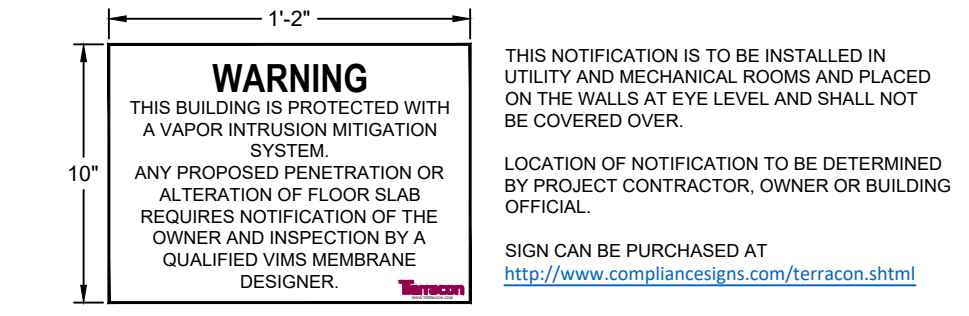 1'-2"
10"
WARNING
THIS BUILDING IS PROTECTED WITH
A VAPOR INTRUSION MITIGATION
SYSTEM.
ANY PROPOSED PENETRATION OR
ALTERATION OF FLOOR SLAB
REQUIRES NOTIFICATION OF THE
OWNER AND INSPECTION BY A
QUALIFIED VIMS MEMBRANE
DESIGNER.
Terracon
WWW.TERRACON.COM
THIS NOTIFICATION IS TO BE INSTALLED IN
UTILITY AND MECHANICAL ROOMS AND PLACED
ON THE WALLS AT EYE LEVEL AND SHALL NOT
BE COVERED OVER.
LOCATION OF NOTIFICATION TO BE DETERMINED
BY PROJECT CONTRACTOR, OWNER OR BUILDING
OFFICIAL.
SIGN CAN BE PURCHASED AT
http://www.compliancesigns.com/terracon.shtml